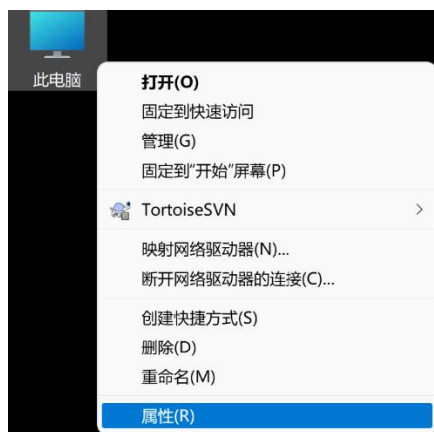 此电脑
打开(O)
固定到快速访问
管理(G)
固定到“开始”屏幕(P)
TortoiseSVN
映射网络驱动器(N)...
断开网络驱动器的连接(C)...
创建快捷方式(S)
删除(D)
重命名(M)
属性(R)